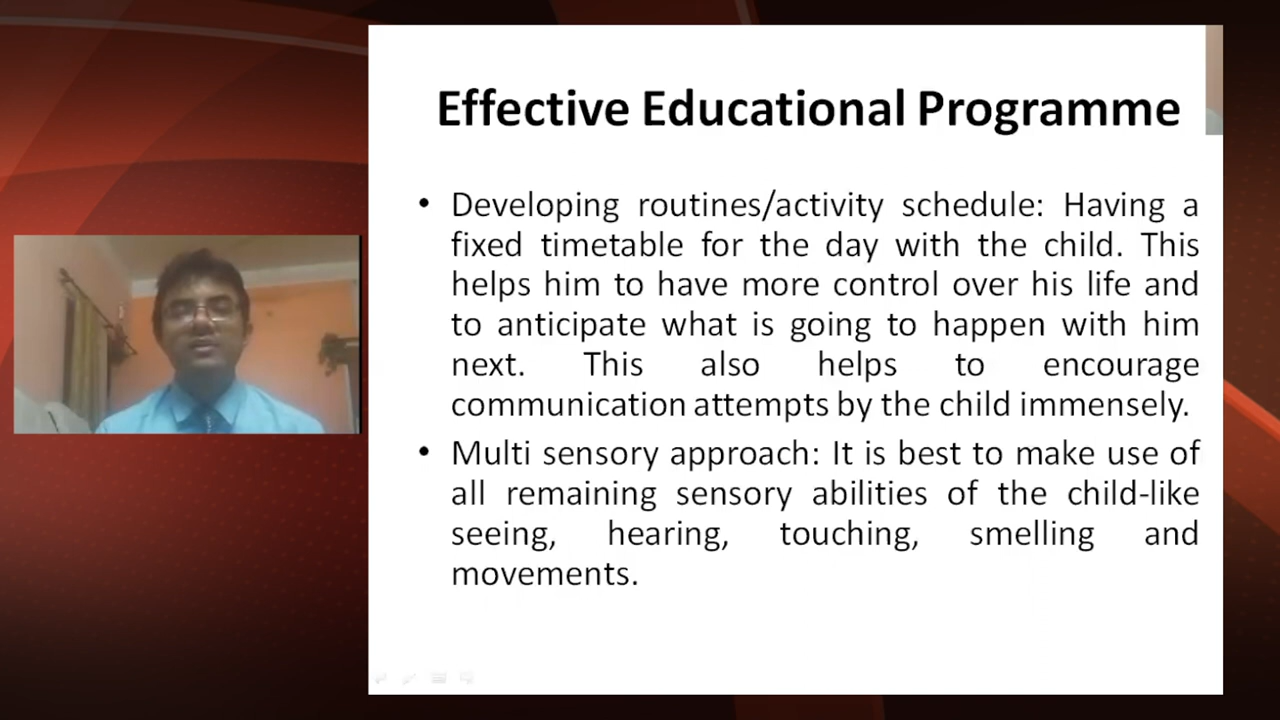 Effective Educational Programme
• Developing routines/activity schedule: Having a
fixed timetable for the day with the child. This
helps him to have more control over his life and
to anticipate what is going to happen with him
next. This also helps to encourage
communication attempts by the child immensely.
• Multi sensory approach: It is best to make use of
all remaining sensory abilities of the child-like
seeing, hearing, touching, smelling and
movements.